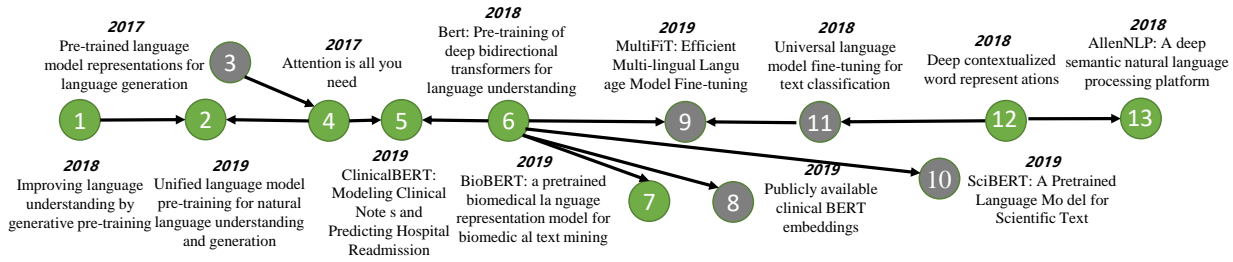 2017
Pre-trained language
model representations for
language generation
3
2017
Attention is all you
need
2018
Bert: Pre-training of
deep bidirectional
transformers for
language understanding
2019
MultiFiT: Efficient
Multi-lingual Langu
age Model Fine-tuning
2018
Universal language
model fine-tuning for
text classification
2018
Deep contextualized
word represent ations
2018
AllenNLP: A deep
semantic natural language
processing platform
1
2
4
5
6
9
11
12
13
2018
Improving language
understanding by
generative pre-training
2019
Unified language model
pre-training for natural
language understanding
and generation
2019
ClinicalBERT:
Modeling Clinical
Note s and
Predicting Hospital
Readmission
2019
BioBERT: a pretrained
biomedical la nguage
representation model for
biomedic al text mining
7
8
2019
Publicly available
clinical BERT
embeddings
10
2019
SciBERT: A Pretrained
Language Mo del for
Scientific Text